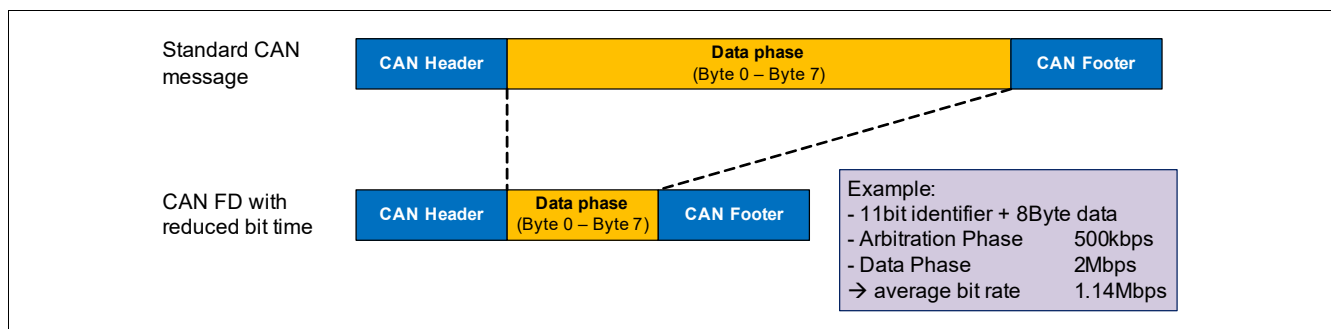 Standard CAN
message
CAN Header
Data phase
(Byte 0 – Byte 7)
CAN Footer
CAN FD with
reduced bit time
CAN Header
Data phase
(Byte 0 – Byte 7)
CAN Footer
Example:
- 11bit identifier + 8Byte data
- Arbitration Phase 500kbps
- Data Phase 2Mbps
→ average bit rate 1.14Mbps